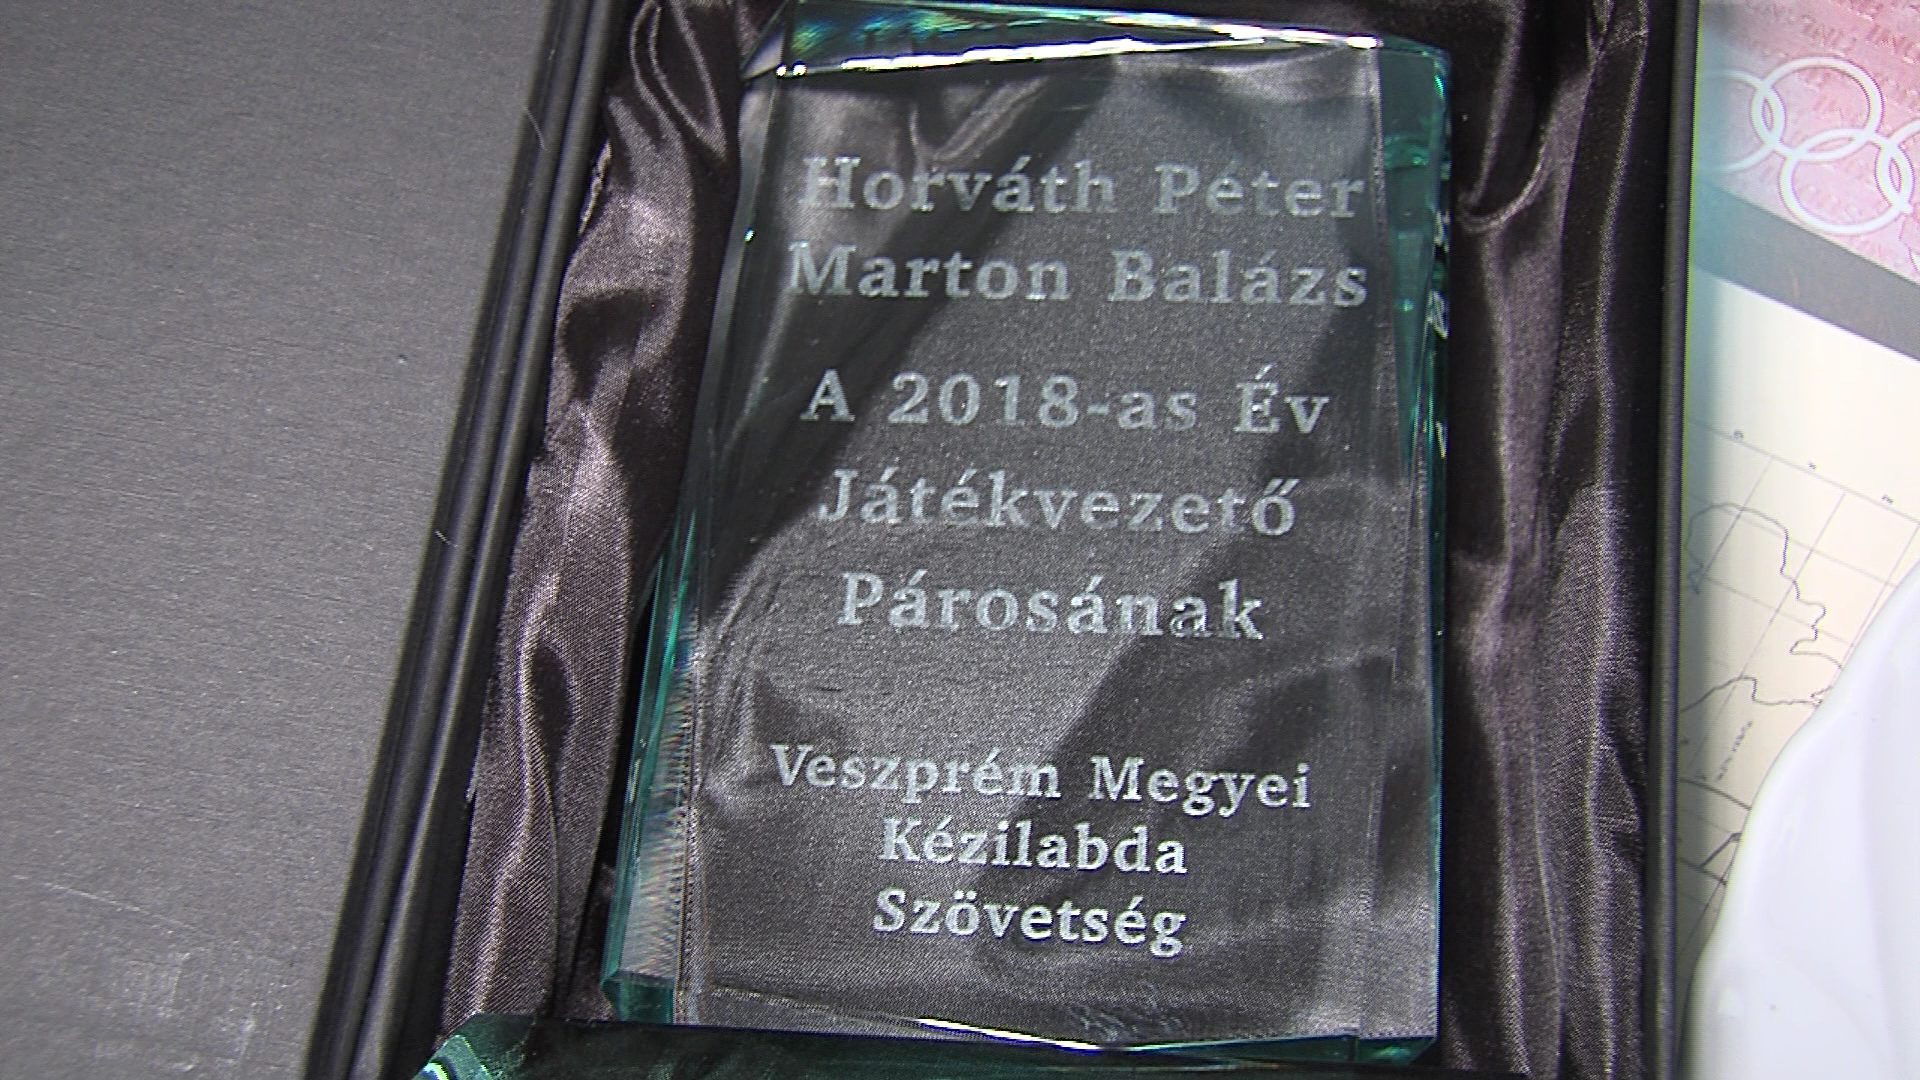 Horváth Péter
Marton Balázs
A 2018-as Év
Játékvezető
Párosának
Veszprém Megyei
Kézilabda
Szövetség